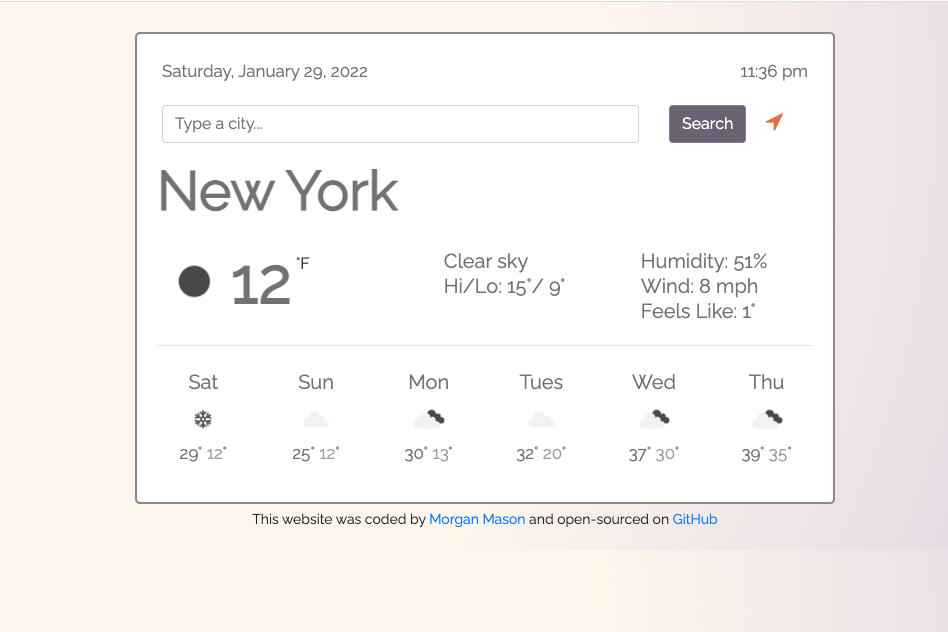 Saturday, January 29, 2022 11:36 pm
Type a city... Search
New York
12 °F
Clear sky
Hi/Lo: 15°/ 9°
Humidity: 51%
Wind: 8 mph
Feels Like: 1°
Sat Sun Mon Tues Wed Thu
29° 12° 25° 12° 30° 13° 32° 20° 37° 30° 39° 35°
This website was coded by Morgan Mason and open-sourced on GitHub